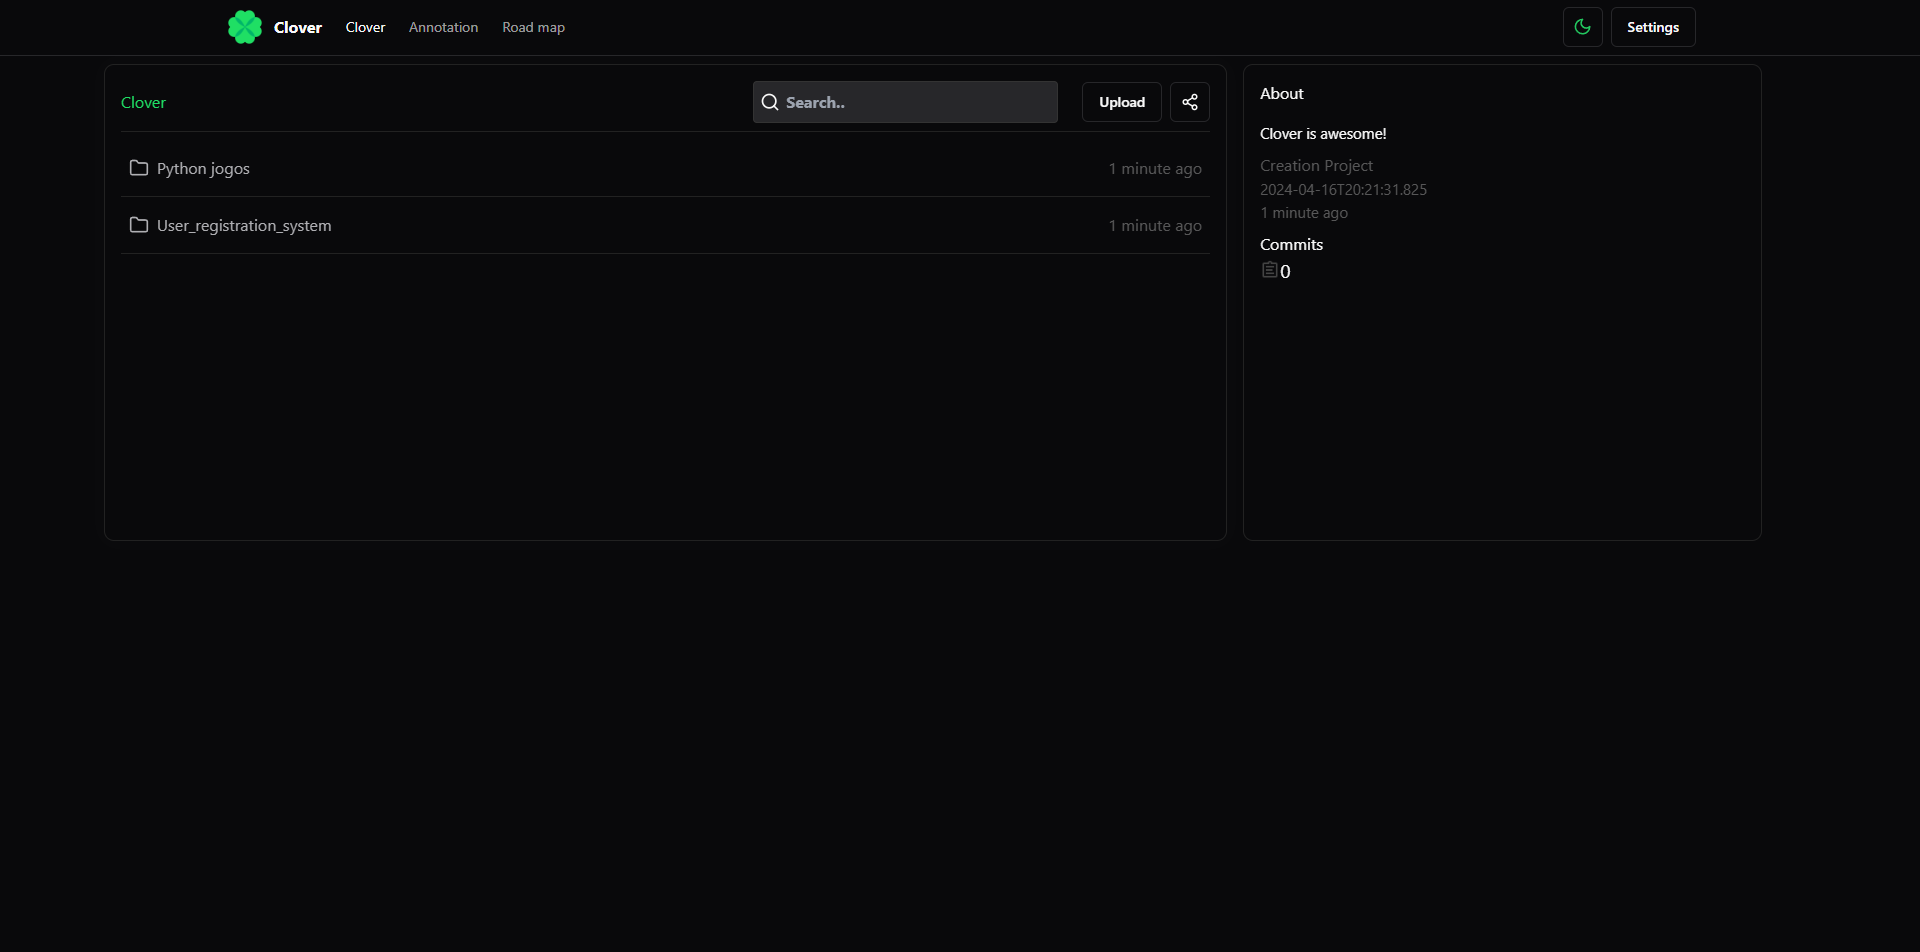 Clover Clover Annotation Road map Settings
Clover Search.. Upload
Python jogos 1 minute ago
User_registration_system 1 minute ago
About
Clover is awesome!
Creation Project
2024-04-16T20:21:31.825
1 minute ago
Commits
0